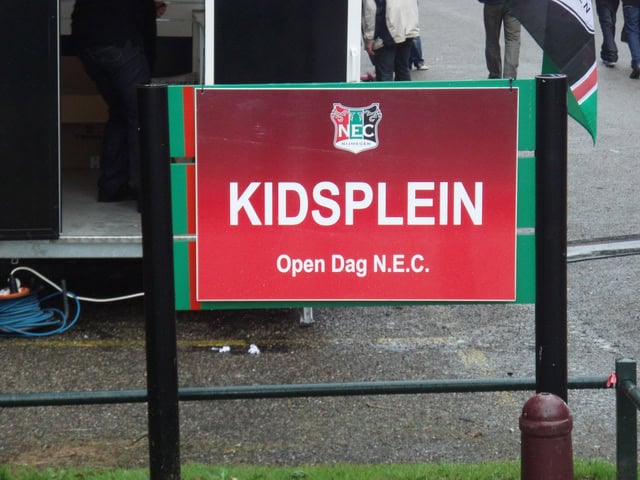 NEC
NIJMEGEN
KIDSPLEIN
Open Dag N.E.C.